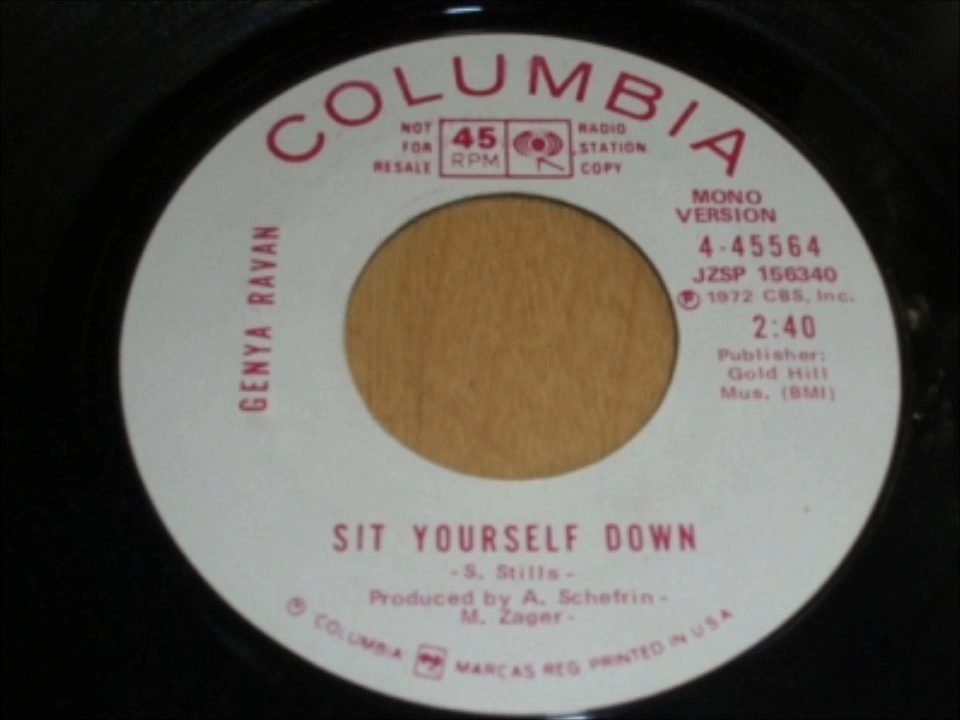 COLUMBIA
NOT FOR RESALE
45 RPM
RADIO STATION COPY
MONO VERSION
4-45564
JZSP 156340
Ⓟ 1972 CBS, Inc.
2:40
Publisher:
Gold Hill
Mus. (BMI)
GENYA RAVAN
SIT YOURSELF DOWN
-S. Stills-
Produced by A. Schefrin-
M. Zager-
COLUMBIA MARCAS REG. PRINTED IN U.S.A